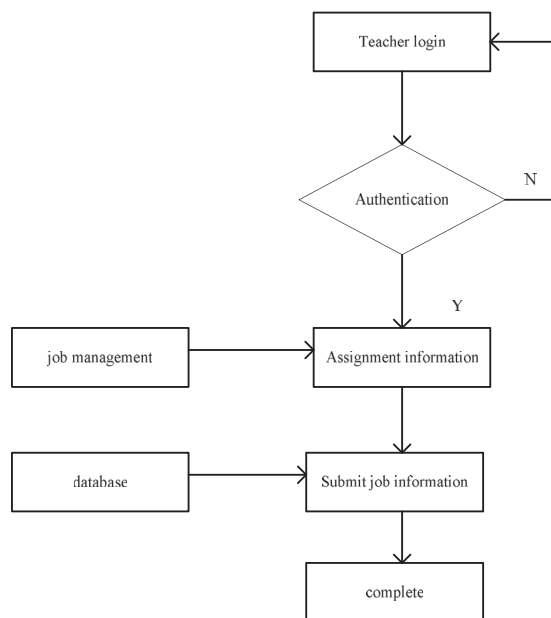 Teacher login
N
Authentication
Y
job management
Assignment information
database
Submit job information
complete